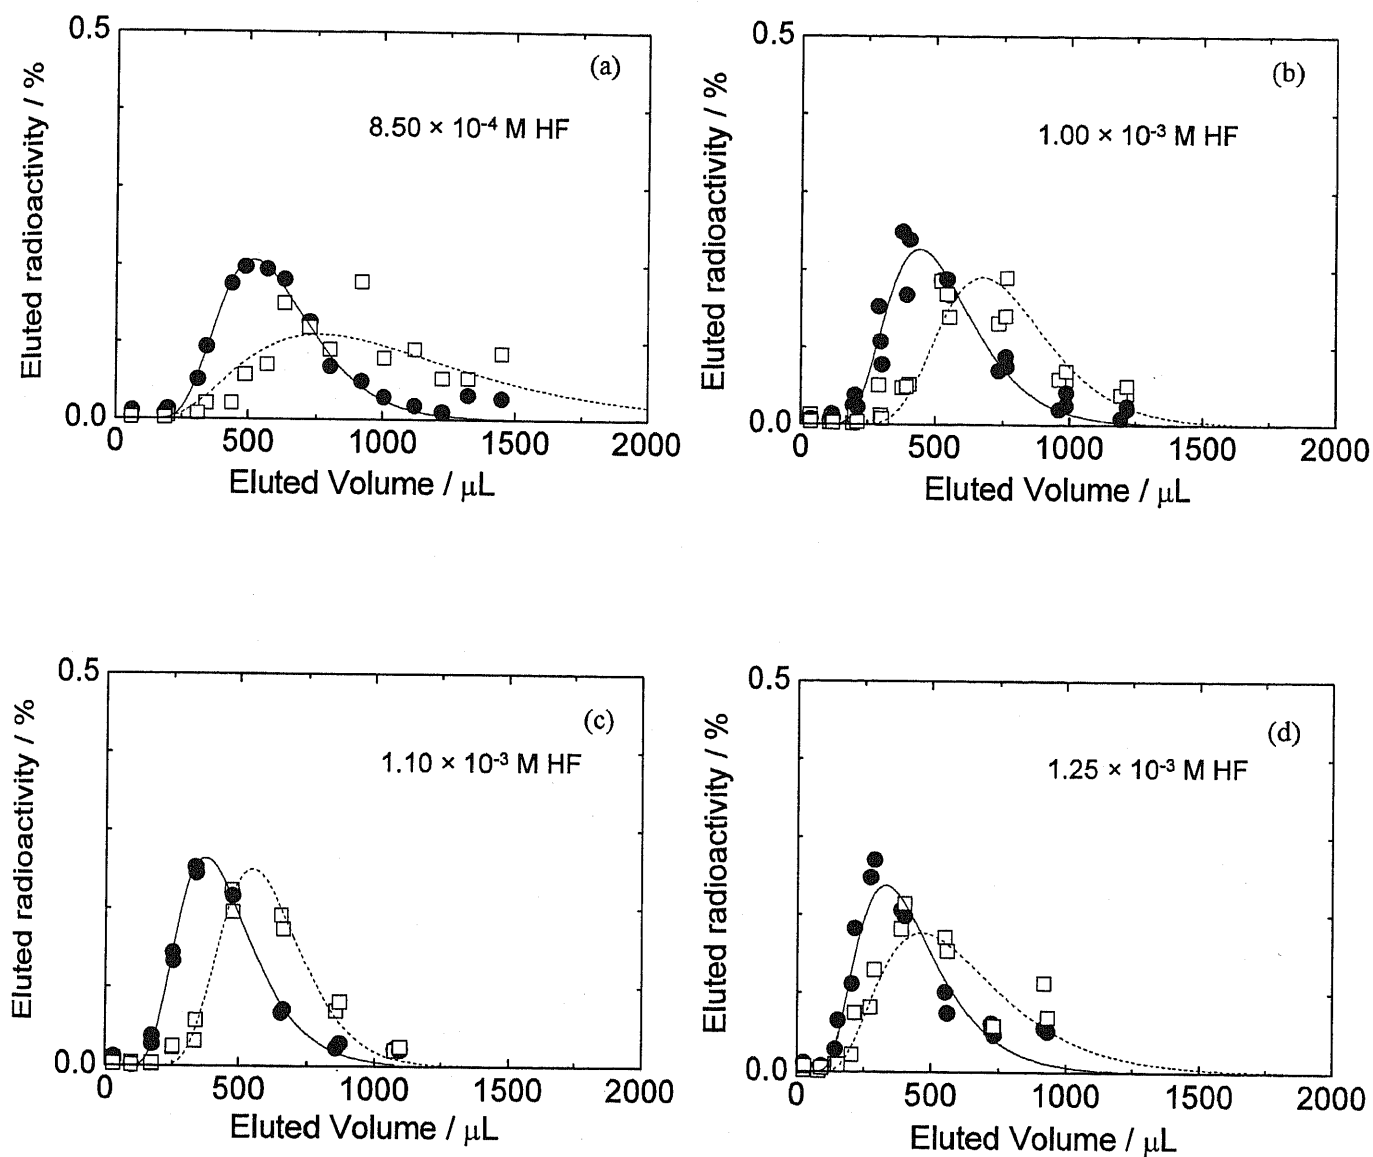 0.5
(a)
8.50 × 10-4 M HF
Eluted radioactivity / %
0.0
0 500 1000 1500 2000
Eluted Volume / μL
0.5
(b)
1.00 × 10-3 M HF
Eluted radioactivity / %
0.0
0 500 1000 1500 2000
Eluted Volume / μL
0.5
(c)
1.10 × 10-3 M HF
Eluted radioactivity / %
0.0
0 500 1000 1500 2000
Eluted Volume / μL
0.5
(d)
1.25 × 10-3 M HF
Eluted radioactivity / %
0.0
0 500 1000 1500 2000
Eluted Volume / μL